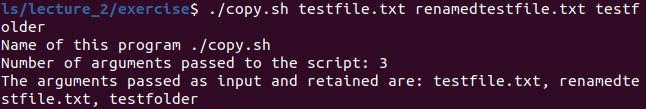 ls/lecture_2/exercise$ ./copy.sh testfile.txt renamedtestfile.txt testf
older
Name of this program ./copy.sh
Number of arguments passed to the script: 3
The arguments passed as input and retained are: testfile.txt, renamedte
stfile.txt, testfolder